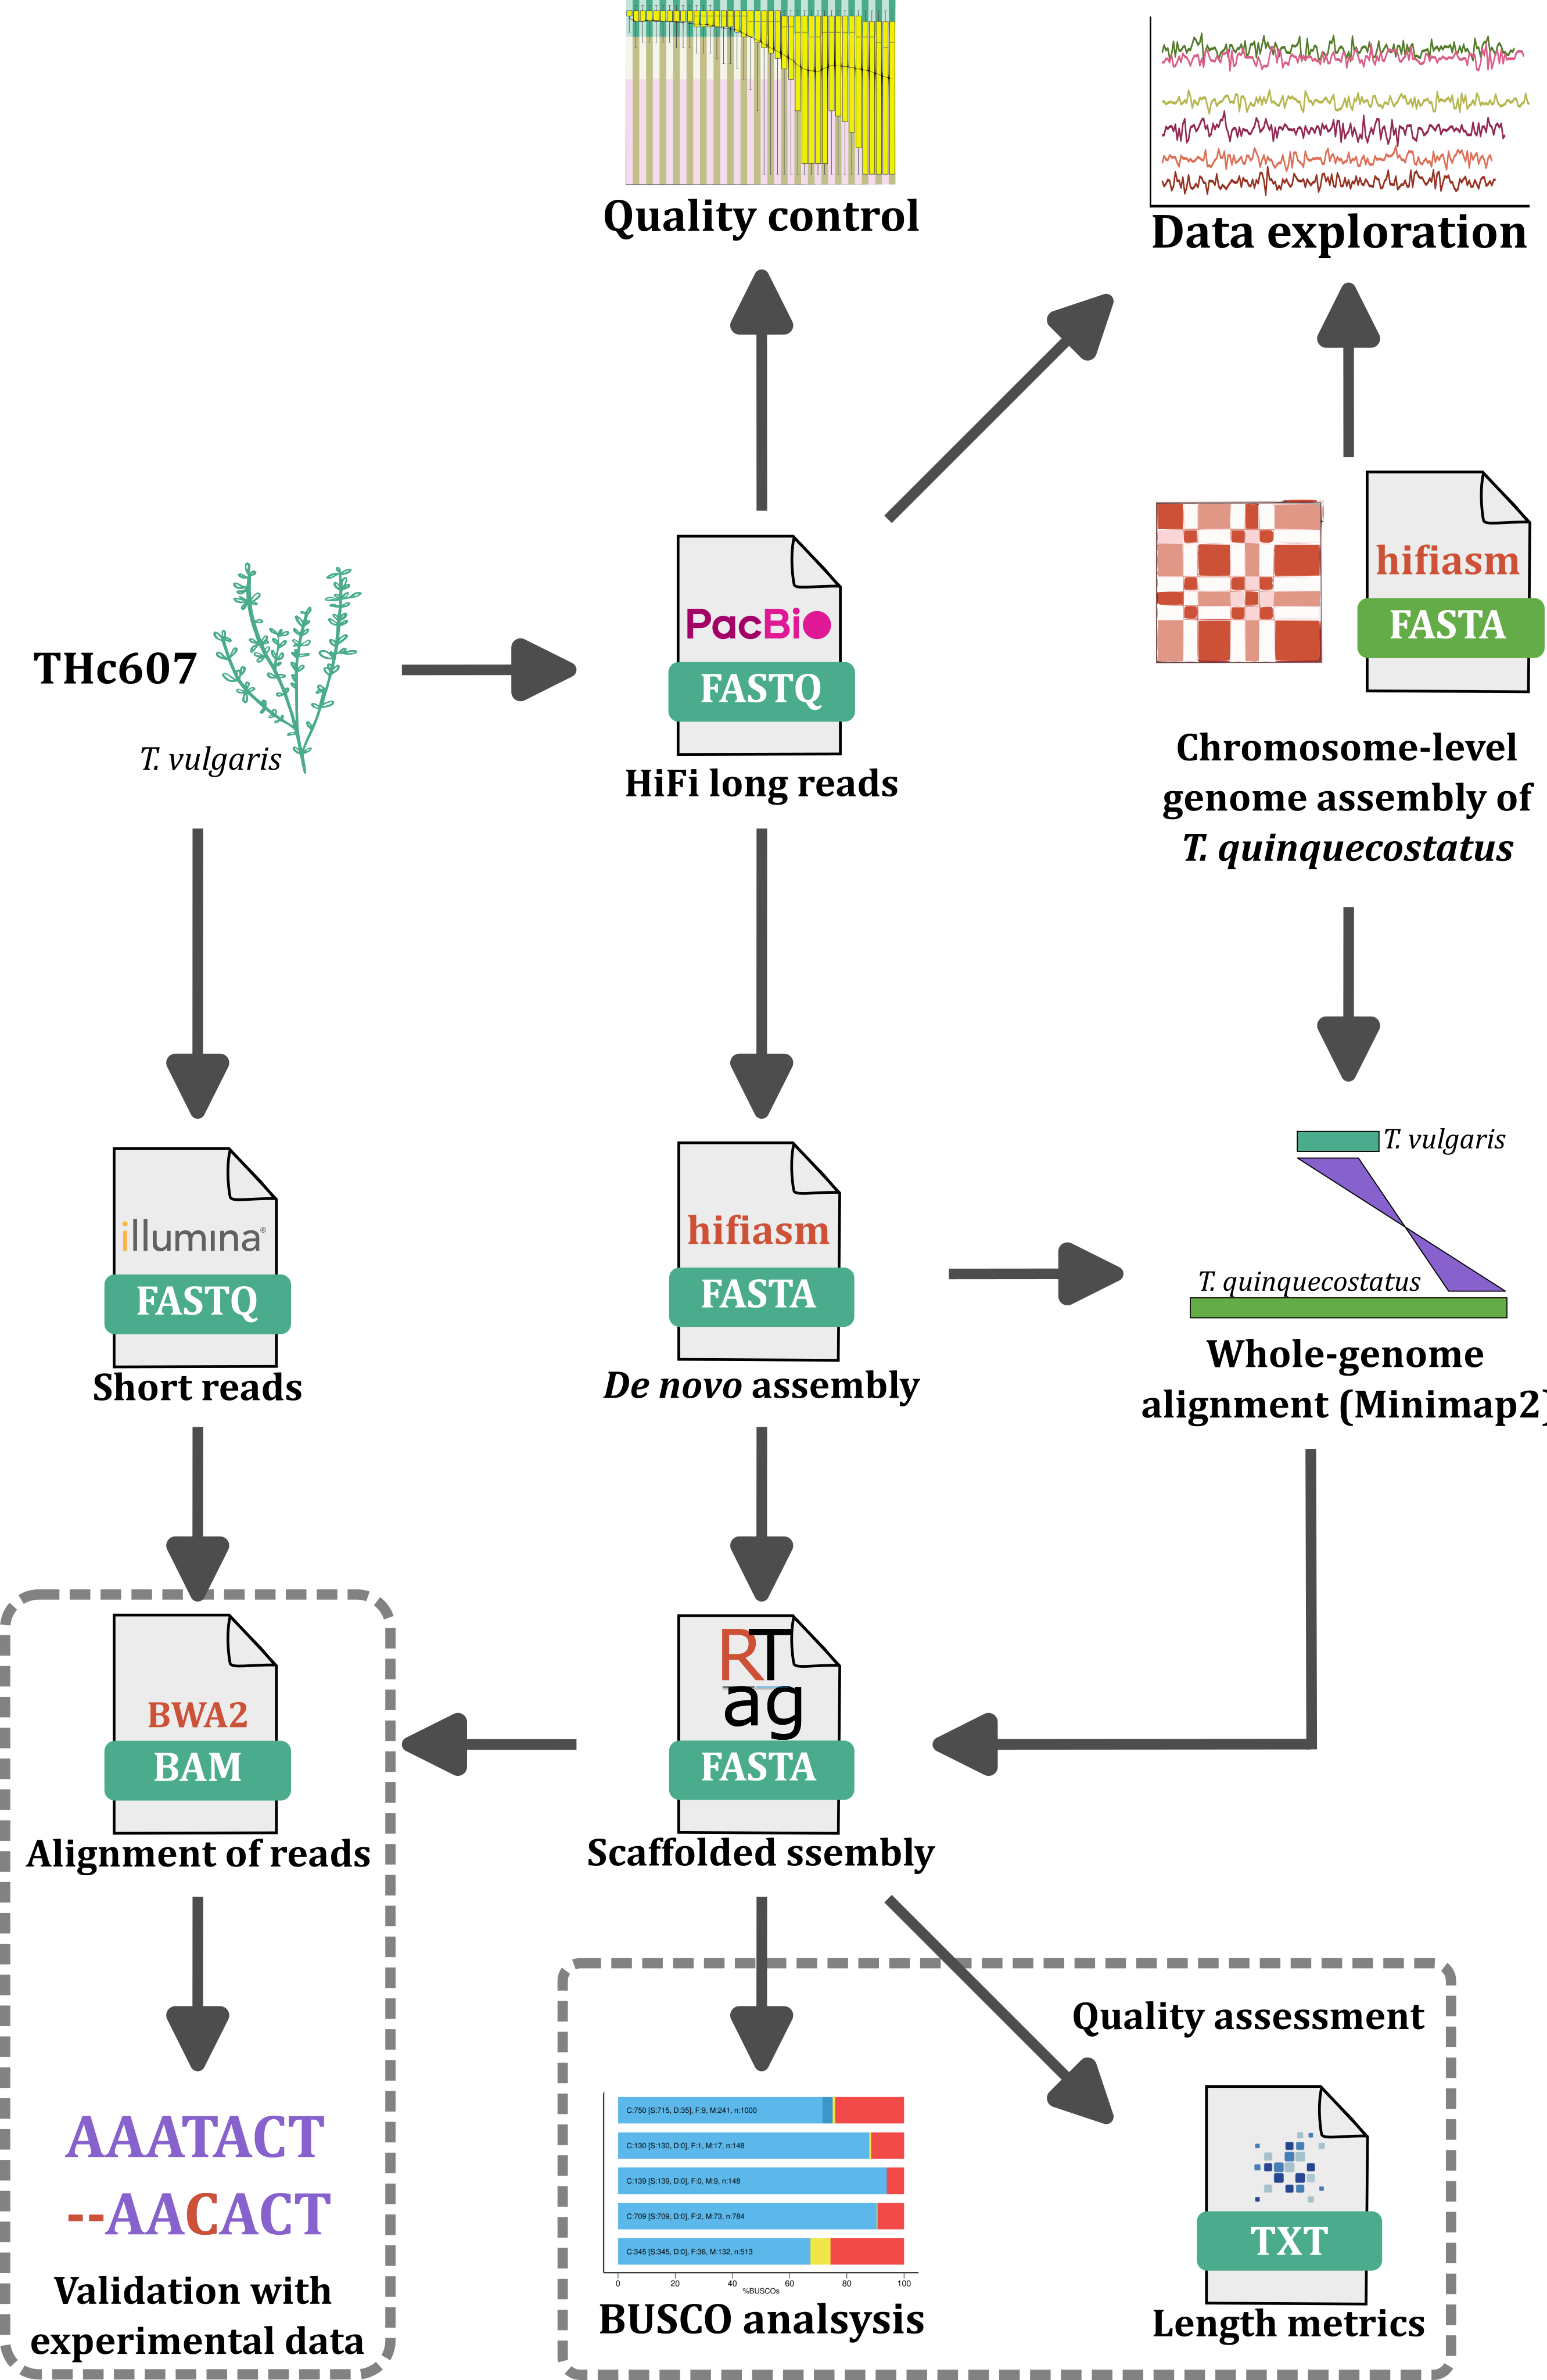 Quality control
Data exploration
hifiasm
FASTA
PacBio
FASTQ
THc607
T. vulgaris
HiFi long reads
Chromosome-level
genome assembly of
T. quinquecostatus
T. vulgaris
illumina®
FASTQ
Short reads
hifiasm
FASTA
De novo assembly
T. quinquecostatus
Whole-genome
alignment (Minimap2)
BWA2
BAM
Alignment of reads
RT
ag
FASTA
Scaffolded ssembly
Quality assessment
AAATACT
--AACACT
Validation with
experimental data
C:750 [S:715, D:35], F:9, M:241, n:1000
C:130 [S:130, D:0], F:1, M:17, n:148
C:139 [S:139, D:0], F:0, M:9, n:148
C:709 [S:709, D:0], F:2, M:73, n:784
C:345 [S:345, D:0], F:36, M:132, n:513
0 20 40 60 80 100
%BUSCOs
BUSCO analsysis
TXT
Length metrics